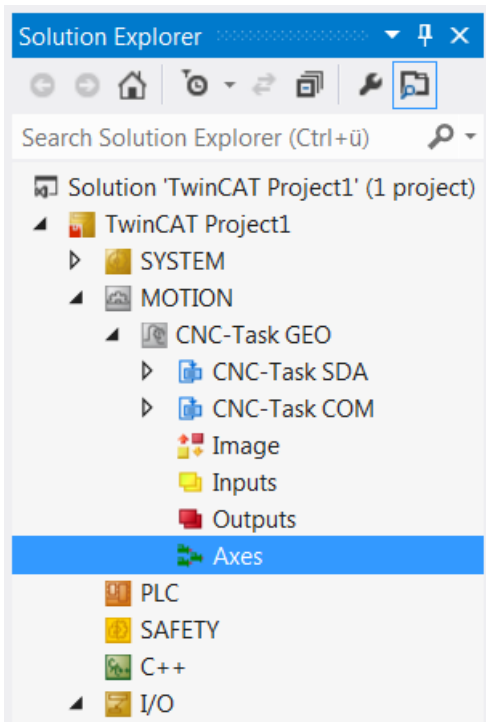 Solution Explorer
Search Solution Explorer (Ctrl+ü)
Solution 'TwinCAT Project1' (1 project)
TwinCAT Project1
SYSTEM
MOTION
CNC-Task GEO
CNC-Task SDA
CNC-Task COM
Image
Inputs
Outputs
Axes
PLC
SAFETY
C++
I/O